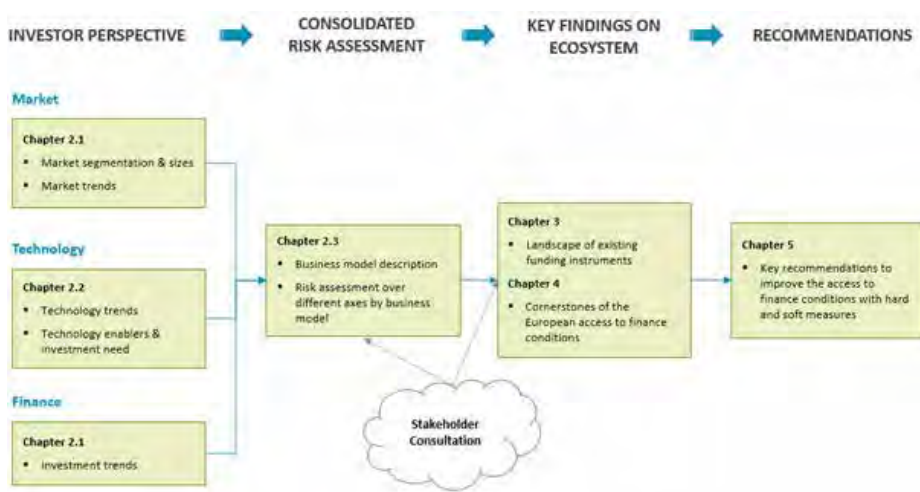 INVESTOR PERSPECTIVE
CONSOLIDATED
RISK ASSESSMENT
KEY FINDINGS ON
ECOSYSTEM
RECOMMENDATIONS
Market
Chapter 2.1
▪ Market segmentation & sizes
▪ Market trends
Technology
Chapter 2.2
▪ Technology trends
▪ Technology enablers &
investment need
Finance
Chapter 2.1
▪ Investment trends
Chapter 2.3
▪ Business model description
▪ Risk assessment over
different axes by business
model
Stakeholder
Consultation
Chapter 3
▪ Landscape of existing
funding instruments
Chapter 4
▪ Cornerstones of the
European access to finance
conditions
Chapter 5
▪ Key recommendations to
improve the access to
finance conditions with hard
and soft measures